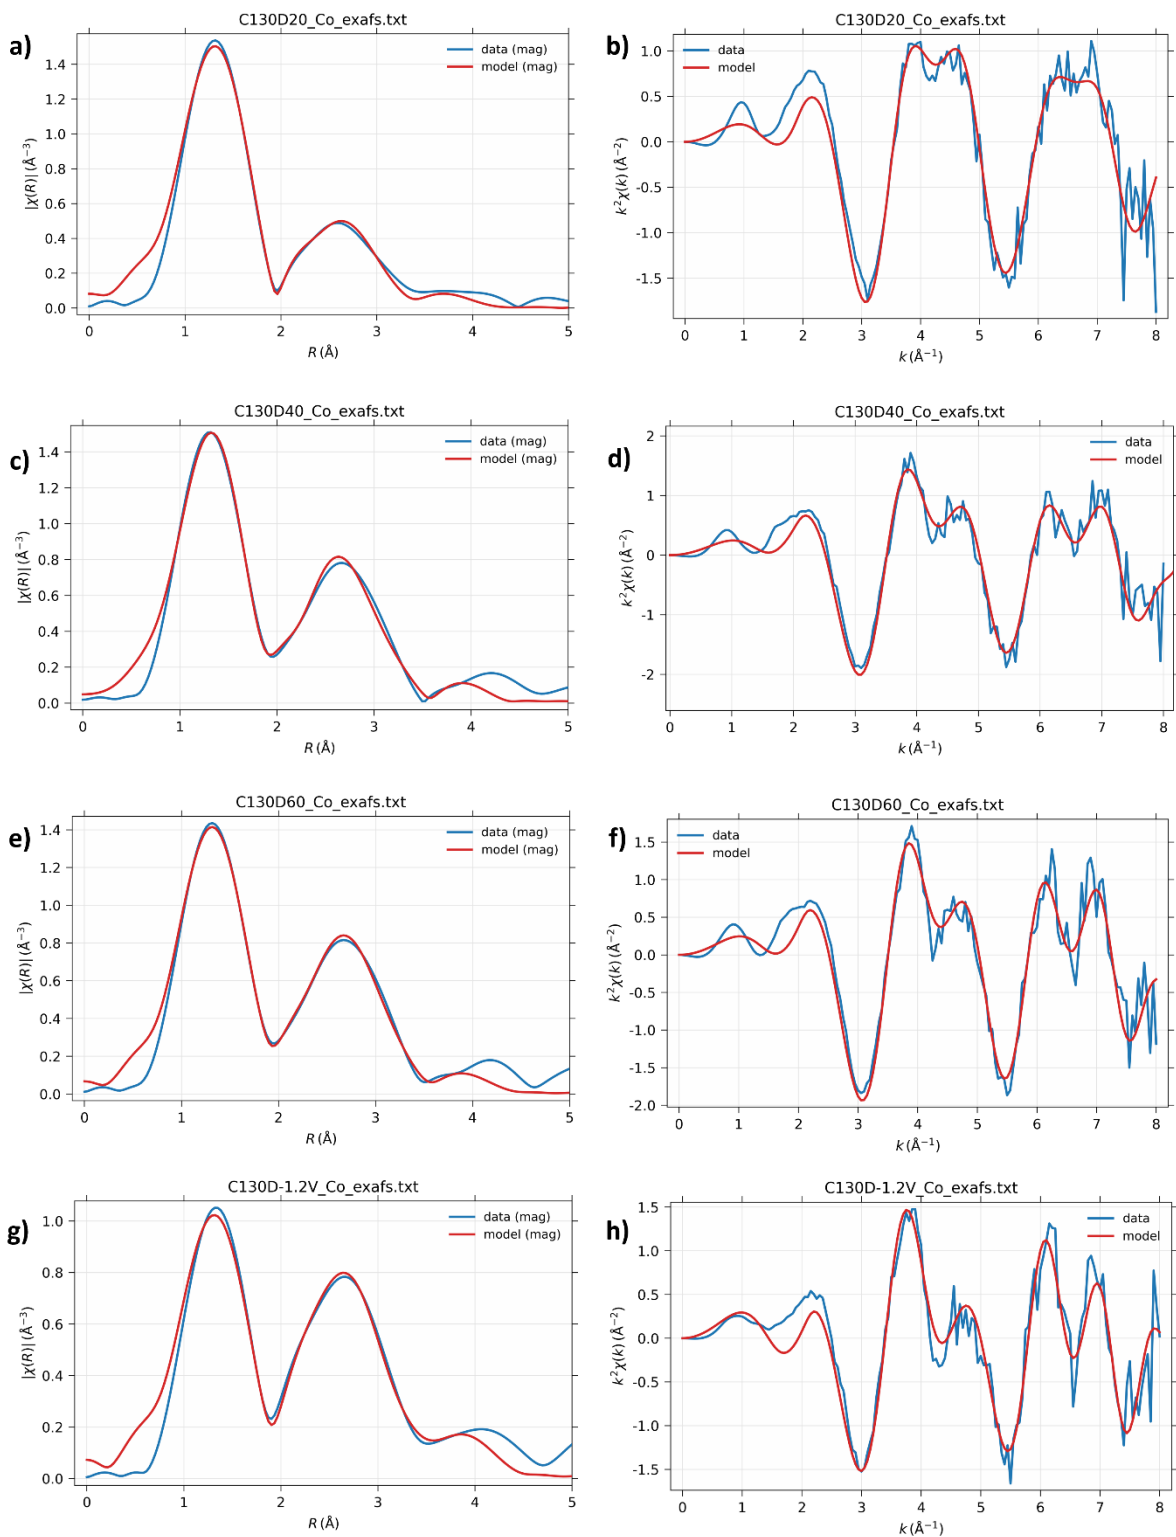 C130D20_Co_exafs.txt
a)
data (mag)
model (mag)
|χ(R)| (Å⁻³)
1.4
1.2
1.0
0.8
0.6
0.4
0.2
0.0
0 1 2 3 4 5
R (Å)
C130D20_Co_exafs.txt
b)
data
model
k²χ(k) (Å⁻²)
1.0
0.5
0.0
-0.5
-1.0
-1.5
0 1 2 3 4 5 6 7 8
k (Å⁻¹)
C130D40_Co_exafs.txt
c)
data (mag)
model (mag)
|χ(R)| (Å⁻³)
1.4
1.2
1.0
0.8
0.6
0.4
0.2
0.0
0 1 2 3 4 5
R (Å)
C130D40_Co_exafs.txt
d)
data
model
k²χ(k) (Å⁻²)
2
1
0
-1
-2
0 1 2 3 4 5 6 7 8
k (Å⁻¹)
C130D60_Co_exafs.txt
e)
data (mag)
model (mag)
|χ(R)| (Å⁻³)
1.4
1.2
1.0
0.8
0.6
0.4
0.2
0.0
0 1 2 3 4 5
R (Å)
C130D60_Co_exafs.txt
f)
data
model
k²χ(k) (Å⁻²)
1.5
1.0
0.5
0.0
-0.5
-1.0
-1.5
-2.0
0 1 2 3 4 5 6 7 8
k (Å⁻¹)
C130D-1.2V_Co_exafs.txt
g)
data (mag)
model (mag)
|χ(R)| (Å⁻³)
1.0
0.8
0.6
0.4
0.2
0.0
0 1 2 3 4 5
R (Å)
C130D-1.2V_Co_exafs.txt
h)
data
model
k²χ(k) (Å⁻²)
1.5
1.0
0.5
0.0
-0.5
-1.0
-1.5
0 1 2 3 4 5 6 7 8
k (Å⁻¹)